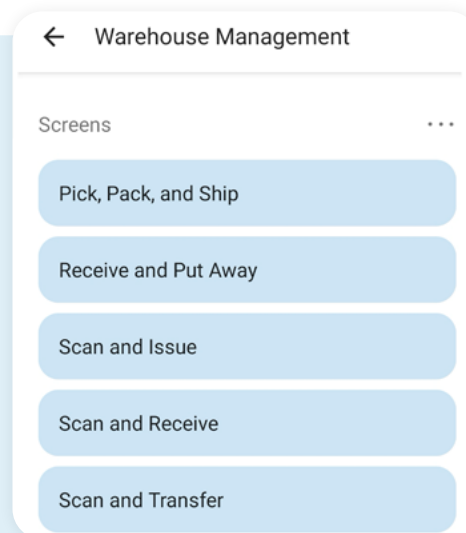 Warehouse Management
Screens
Pick, Pack, and Ship
Receive and Put Away
Scan and Issue
Scan and Receive
Scan and Transfer